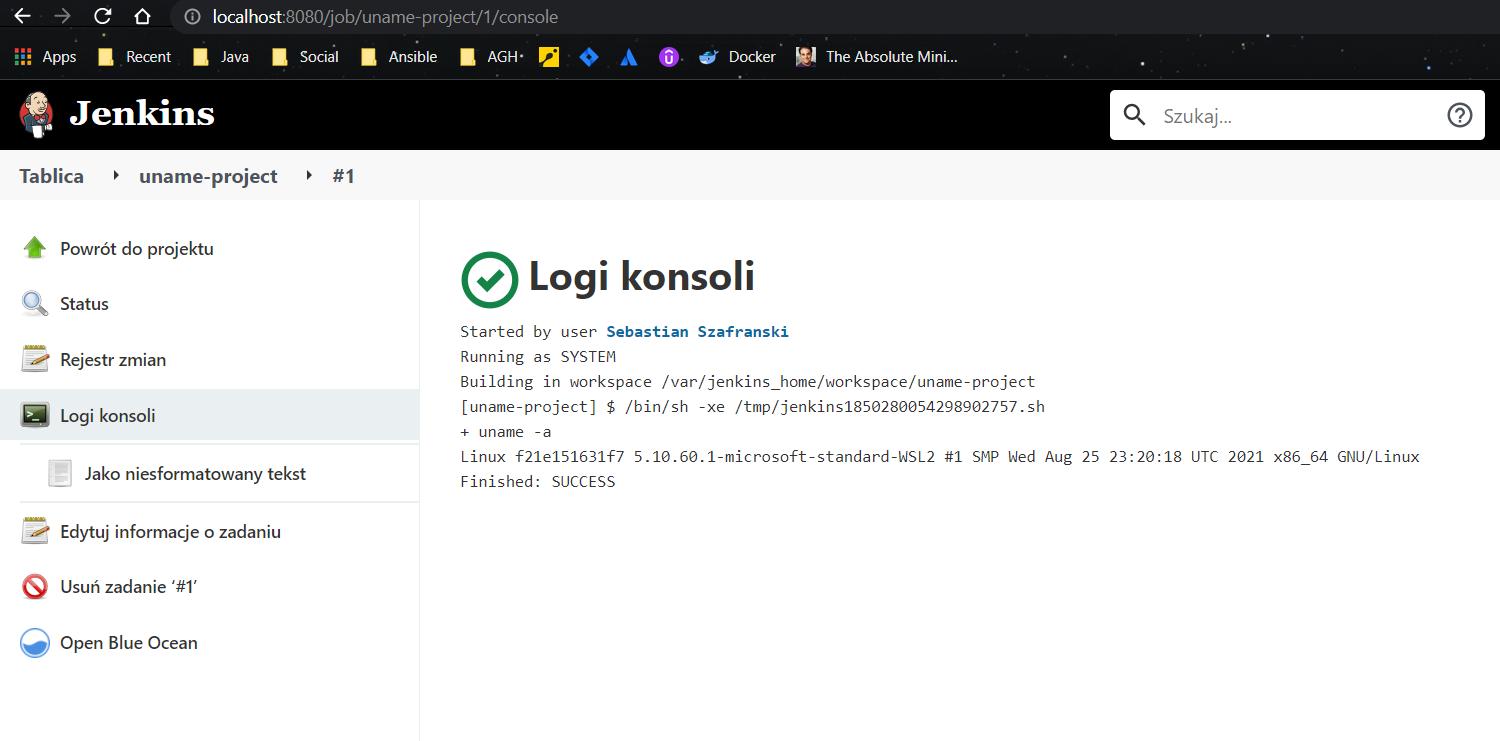 localhost:8080/job/uname-project/1/console
Apps Recent Java Social Ansible AGH Docker The Absolute Mini...
Jenkins
Szukaj...
Tablica uname-project #1
Powrót do projektu
Status
Rejestr zmian
Logi konsoli
Jako niesformatowany tekst
Edytuj informacje o zadaniu
Usuń zadanie ‘#1’
Open Blue Ocean
Logi konsoli
Started by user Sebastian Szafranski
Running as SYSTEM
Building in workspace /var/jenkins_home/workspace/uname-project
[uname-project] $ /bin/sh -xe /tmp/jenkins1850280054298902757.sh
+ uname -a
Linux f21e151631f7 5.10.60.1-microsoft-standard-WSL2 #1 SMP Wed Aug 25 23:20:18 UTC 2021 x86_64 GNU/Linux
Finished: SUCCESS